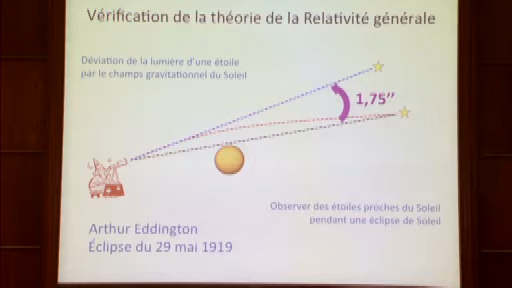 Vérification de la théorie de la Relativité générale
Déviation de la lumière d'une étoile
par le champs gravitationnel du Soleil
1,75’’
Observer des étoiles proches du Soleil
pendant une éclipse de Soleil
Arthur Eddington
Éclipse du 29 mai 1919